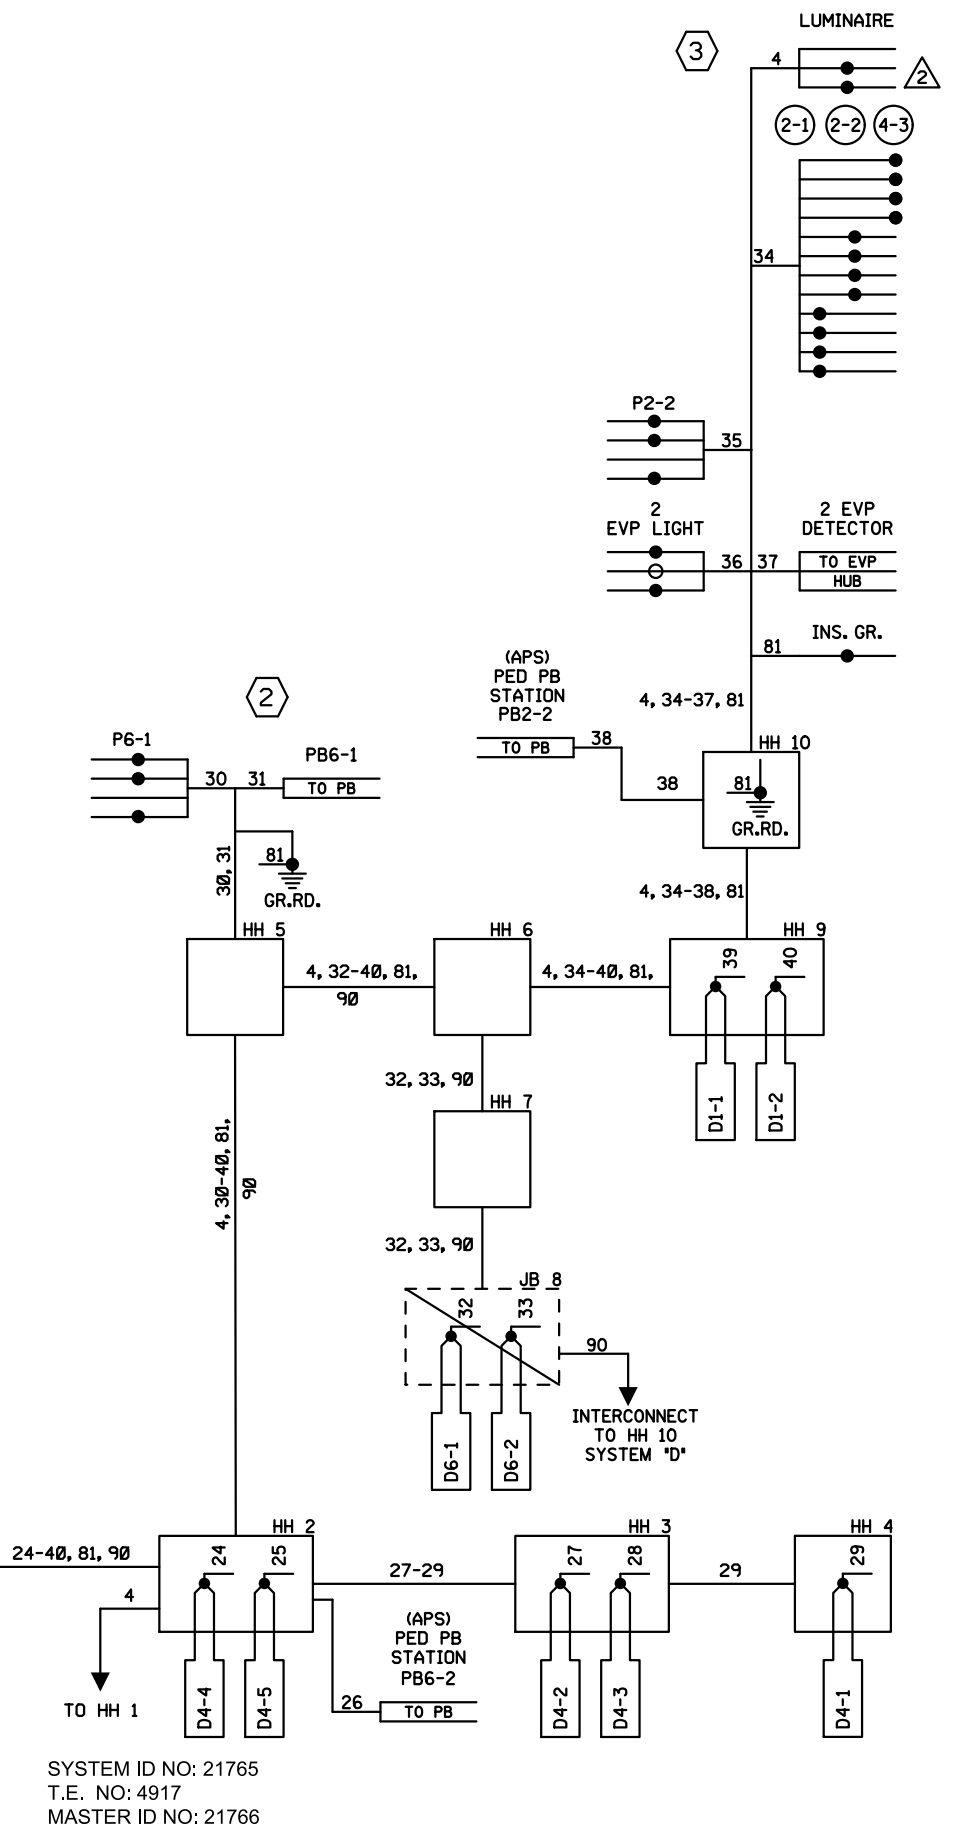 LUMINAIRE
3
4
2
2-1 2-2 4-3
34
P2-2
35
2
EVP LIGHT
2 EVP
DETECTOR
36 37
TO EVP
HUB
INS. GR.
81
(APS)
PED PB
STATION
PB2-2
4, 34-37, 81
2
TO PB
38
HH 10
P6-1
PB6-1
30 31
TO PB
38
81
GR.RD.
30, 31
81
GR.RD.
4, 34-38, 81
HH 5
HH 6
HH 9
39
40
4, 32-40, 81,
90
4, 34-40, 81,
32, 33, 90
HH 7
D1-1
D1-2
4, 30-40, 81,
90
32, 33, 90
JB 8
32
33
90
INTERCONNECT
TO HH 10
SYSTEM "D"
D6-1
D6-2
HH 2
HH 3
HH 4
24-40, 81, 90
24
25
27-29
27
28
29
29
4
(APS)
PED PB
STATION
PB6-2
26
TO PB
TO HH 1
D4-4
D4-5
D4-2
D4-3
D4-1
SYSTEM ID NO: 21765
T.E. NO: 4917
MASTER ID NO: 21766